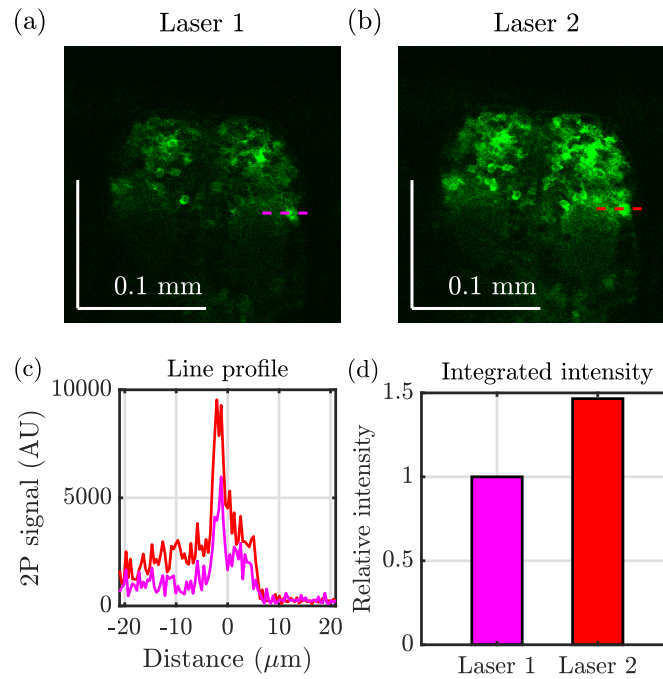 (a) Laser 1
(b) Laser 2
0.1 mm
0.1 mm
(c) Line profile
10000
5000
0
2P signal (AU)
-20 -10 0 10 20
Distance (μm)
(d) Integrated intensity
1.5
1
0.5
0
Relative intensity
Laser 1 Laser 2